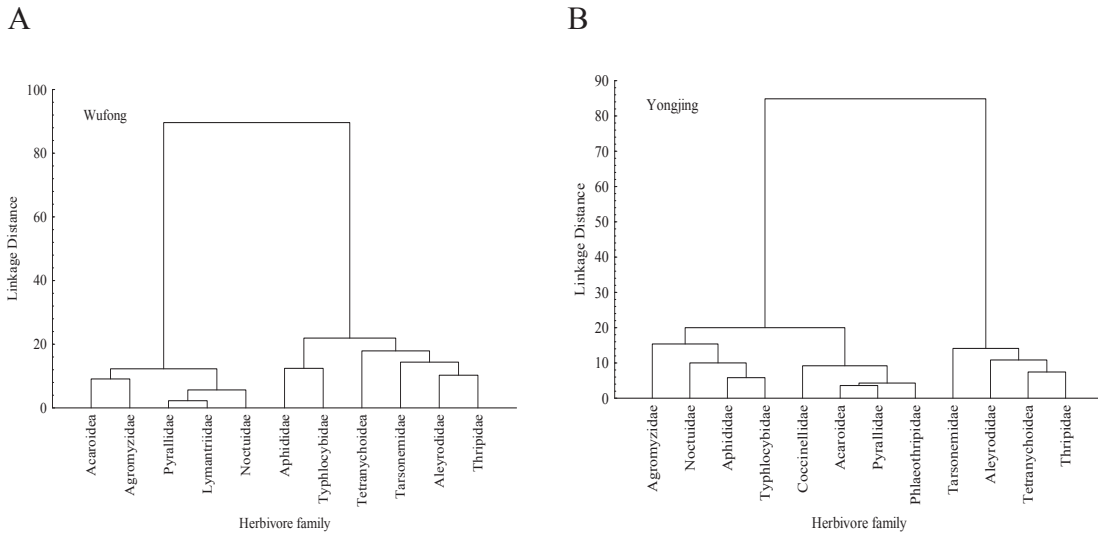 A
Wufong
Linkage Distance
100
80
60
40
20
0
Acaroidea
Agromyzidae
Pyrallidae
Lymantriidae
Noctuidae
Aphididae
Typhlocybidae
Tetranychoidea
Tarsonemidae
Aleyrodidae
Thripidae
Herbivore family
B
Yongjing
Linkage Distance
90
80
70
60
50
40
30
20
10
0
Agromyzidae
Noctuidae
Aphididae
Typhlocybidae
Coccinellidae
Acaroidea
Pyrallidae
Phlaeothripidae
Tarsonemidae
Aleyrodidae
Tetranychoidea
Thripidae
Herbivore family